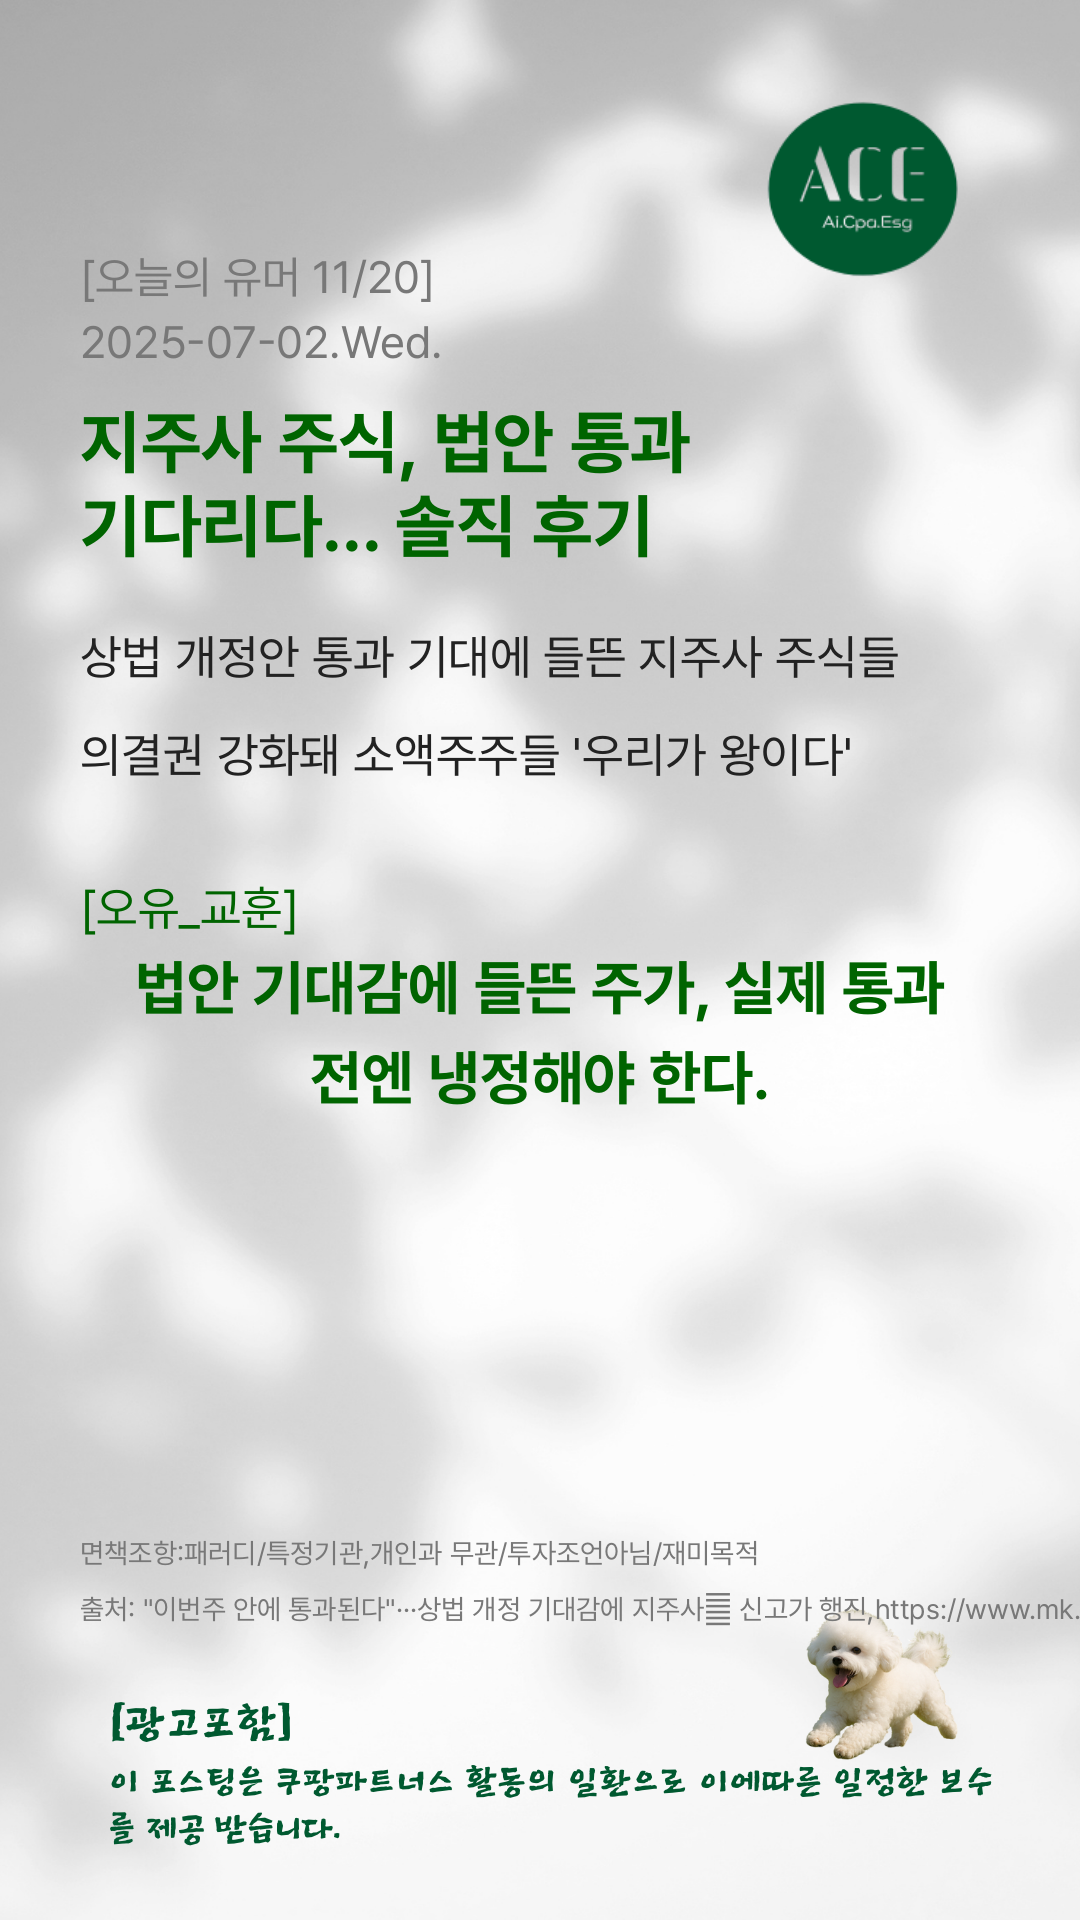 ACE
Ai.Cpa.Esg
[오늘의 유머 11/20]
2025-07-02.Wed.
지주사 주식, 법안 통과
기다리다... 솔직 후기
상법 개정안 통과 기대에 들뜬 지주사 주식들
의결권 강화돼 소액주주들 '우리가 왕이다'
[오유_교훈]
법안 기대감에 들뜬 주가, 실제 통과
전엔 냉정해야 한다.
면책조항:패러디/특정기관,개인과 무관/투자조언아님/재미목적
출처: "이번주 안에 통과된다"…상법 개정 기대감에 지주사䷀ 신고가 행진,https://www.mk.
[광고포함]
이 포스팅은 쿠팡파트너스 활동의 일환으로 이에따른 일정한 보수
를 제공 받습니다.